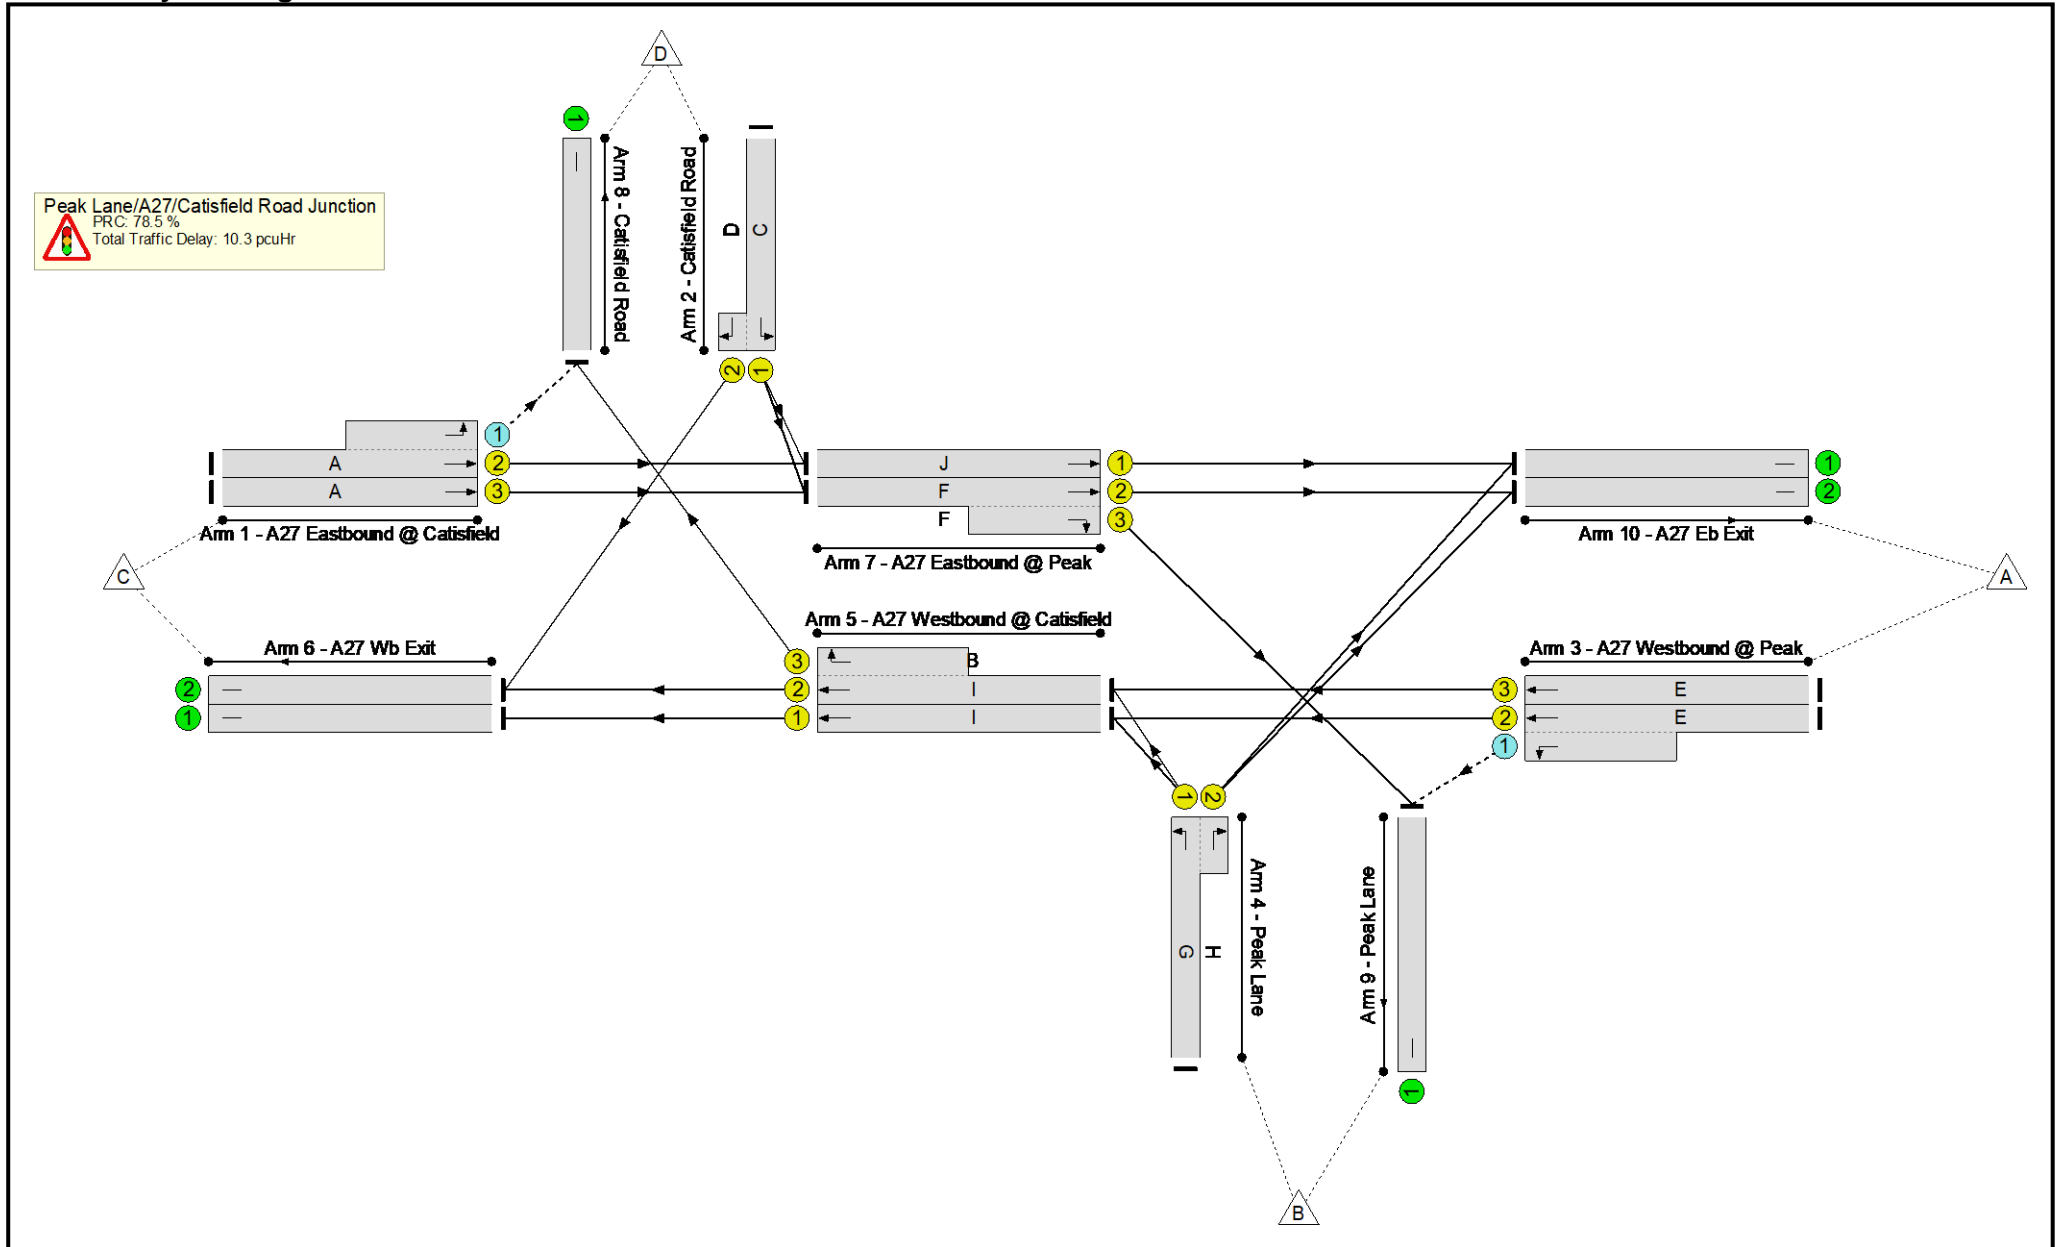 D
1
Arm 8 - Catisfield Road
Arm 2 - Catisfield Road
D
C
Peak Lane/A27/Catisfield Road Junction
PRC: 78.5 %
Total Traffic Delay: 10.3 pcuHr
2
1
1
A
2
A
3
Arm 1 - A27 Eastbound @ Catisfield
J
1
F
2
F
3
Arm 7 - A27 Eastbound @ Peak
1
2
Arm 10 - A27 Eb Exit
C
A
Arm 5 - A27 Westbound @ Catisfield
Arm 6 - A27 Wb Exit
Arm 3 - A27 Westbound @ Peak
2
1
3
B
2
I
1
I
3
E
2
E
1
1
2
G
H
Arm 4 - Peak Lane
Arm 9 - Peak Lane
1
B